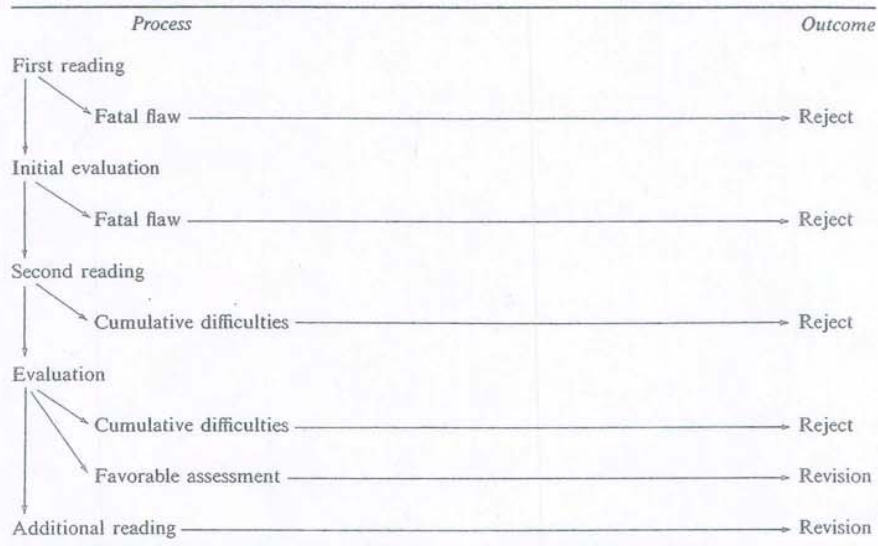 Process Outcome
First reading
Fatal flaw Reject
Initial evaluation
Fatal flaw Reject
Second reading
Cumulative difficulties Reject
Evaluation
Cumulative difficulties Reject
Favorable assessment Revision
Additional reading Revision